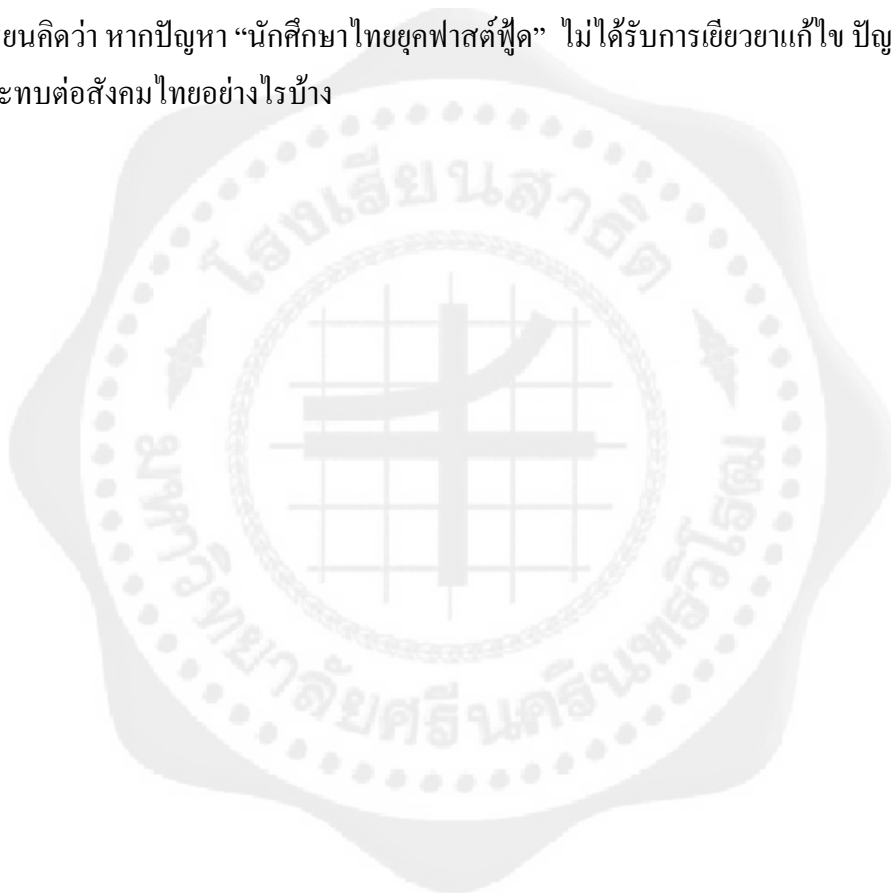 ยนคิดว่า หากปัญหา “นักศึกษาไทยยุคฟาสต์ฟู้ด” ไม่ได้รับการเยียวยาแก้ไข ปัญ
ะทบต่อสังคมไทยอย่างไรบ้าง
โรงเรียนสาธิต
มหาวิทยาลัยศรีนครินทรวิโรฒ